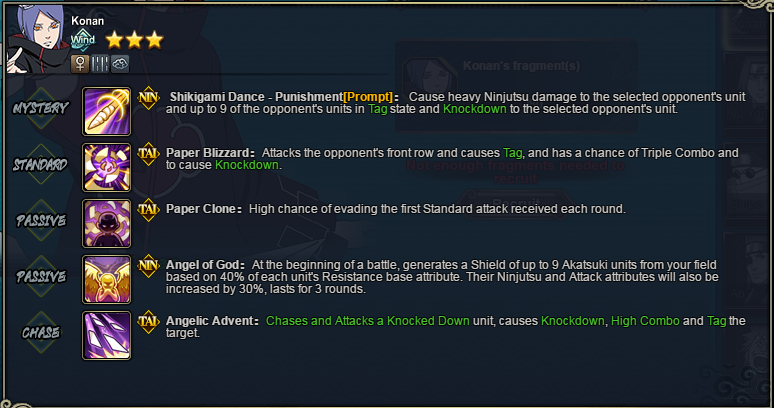 Konan
Wind
Konan's fragment(s)
MYSTERY
NIN
Shikigami Dance - Punishment[Prompt]： Cause heavy Ninjutsu damage to the selected opponent's unit
and up to 9 of the opponent's units in Tag state and Knockdown to the selected opponent's unit.
STANDARD
TAI
Paper Blizzard：Attacks the opponent's front row and causes Tag, and has a chance of Triple Combo and
to cause Knockdown.
Not enough fragments needed to
recruit
Recruit
PASSIVE
TAI
Paper Clone：High chance of evading the first Standard attack received each round.
PASSIVE
NIN
Angel of God：At the beginning of a battle, generates a Shield of up to 9 Akatsuki units from your field
based on 40% of each unit's Resistance base attribute. Their Ninjutsu and Attack attributes will also be
increased by 30%, lasts for 3 rounds.
CHASE
TAI
Angelic Advent：Chases and Attacks a Knocked Down unit, causes Knockdown, High Combo and Tag the
target.